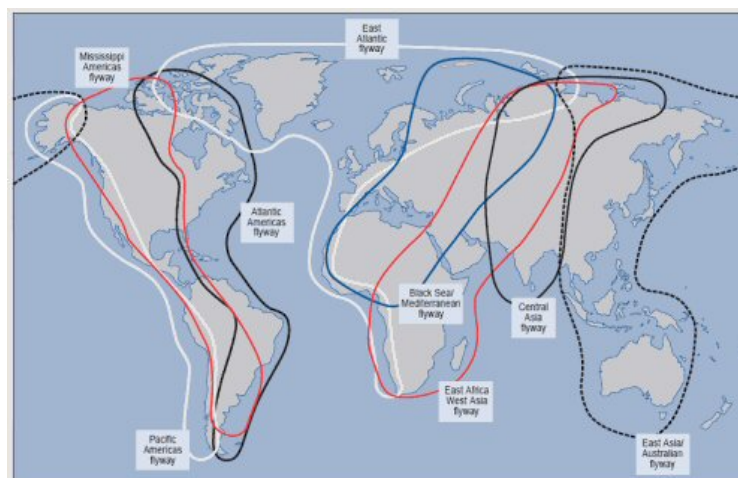 East
Atlantic
flyway
Mississippi
Americas
flyway
Atlantic
Americas
flyway
Black Sea/
Mediterranean
flyway
Central
Asia
flyway
East Africa
West Asia
flyway
Pacific
Americas
flyway
East Asia/
Australian
flyway